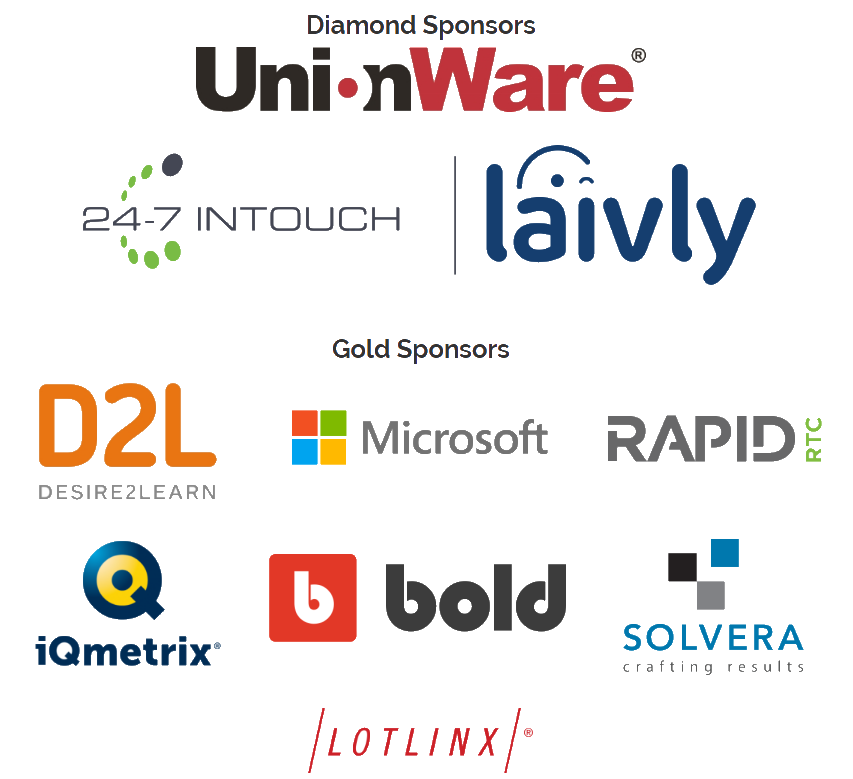 Diamond Sponsors
UnionWare®
24-7 INTOUCH
laivly
Gold Sponsors
D2L
DESIRE2LEARN
Microsoft
RAPID RTC
iQmetrix®
b bold
SOLVERA
crafting results
/LOTLINX/®